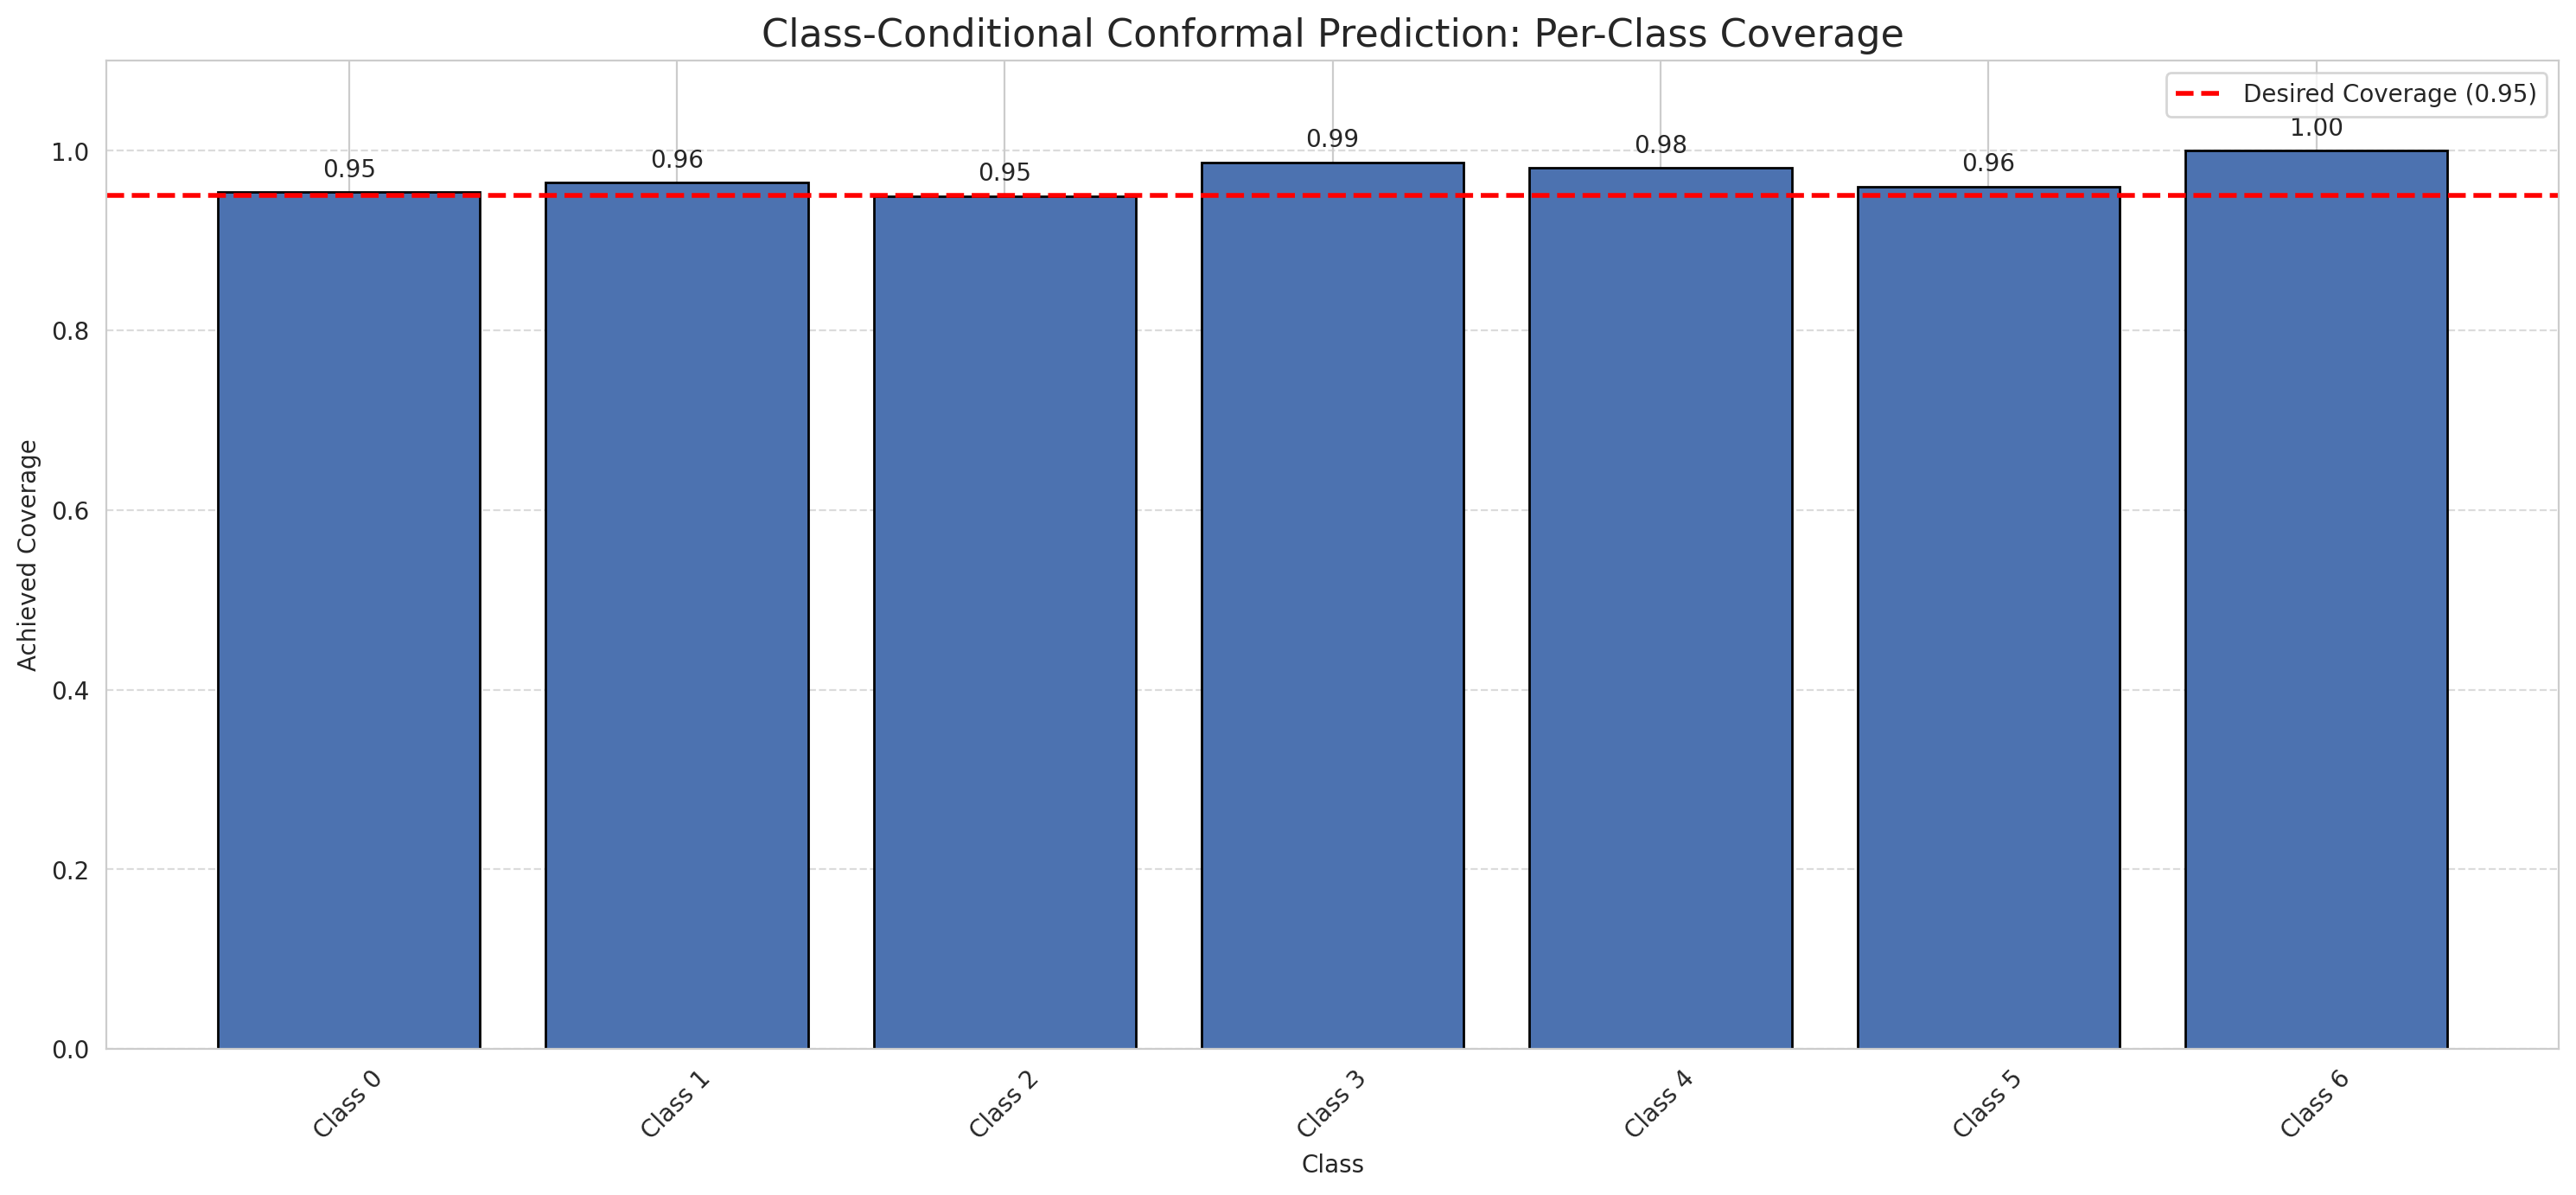 Class-Conditional Conformal Prediction: Per-Class Coverage
Desired Coverage (0.95)
0.95
0.96
0.95
0.99
0.98
0.96
1.00
Achieved Coverage
1.0
0.8
0.6
0.4
0.2
0.0
Class 0
Class 1
Class 2
Class 3
Class 4
Class 5
Class 6
Class